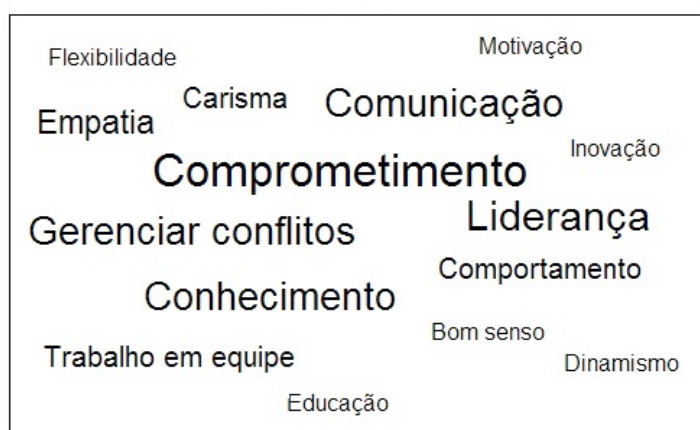 Flexibilidade
Motivação
Carisma
Comunicação
Empatia
Inovação
Comprometimento
Liderança
Gerenciar conflitos
Comportamento
Conhecimento
Bom senso
Trabalho em equipe
Dinamismo
Educação